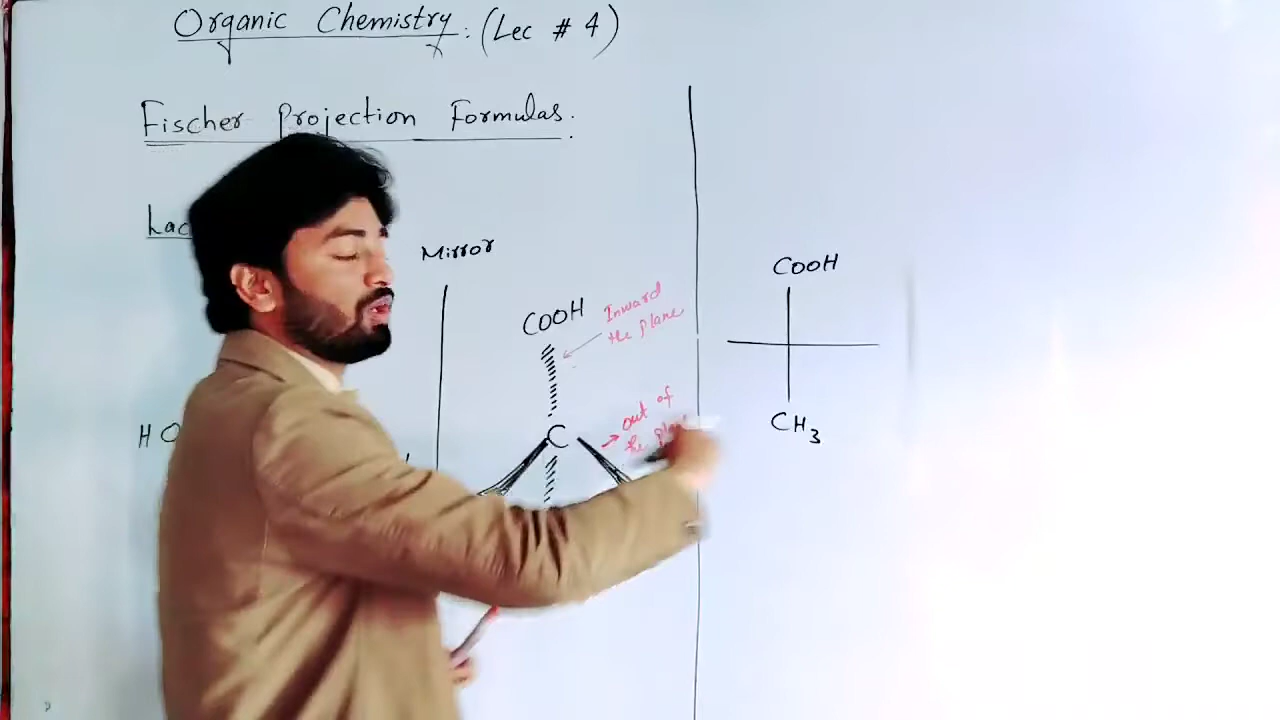 Organic Chemistry: (Lec # 4)
Fischer Projection Formulas.
Lac
Mirror
COOH
Inward
the plane
out of
the plane
C
HO
COOH
CH3